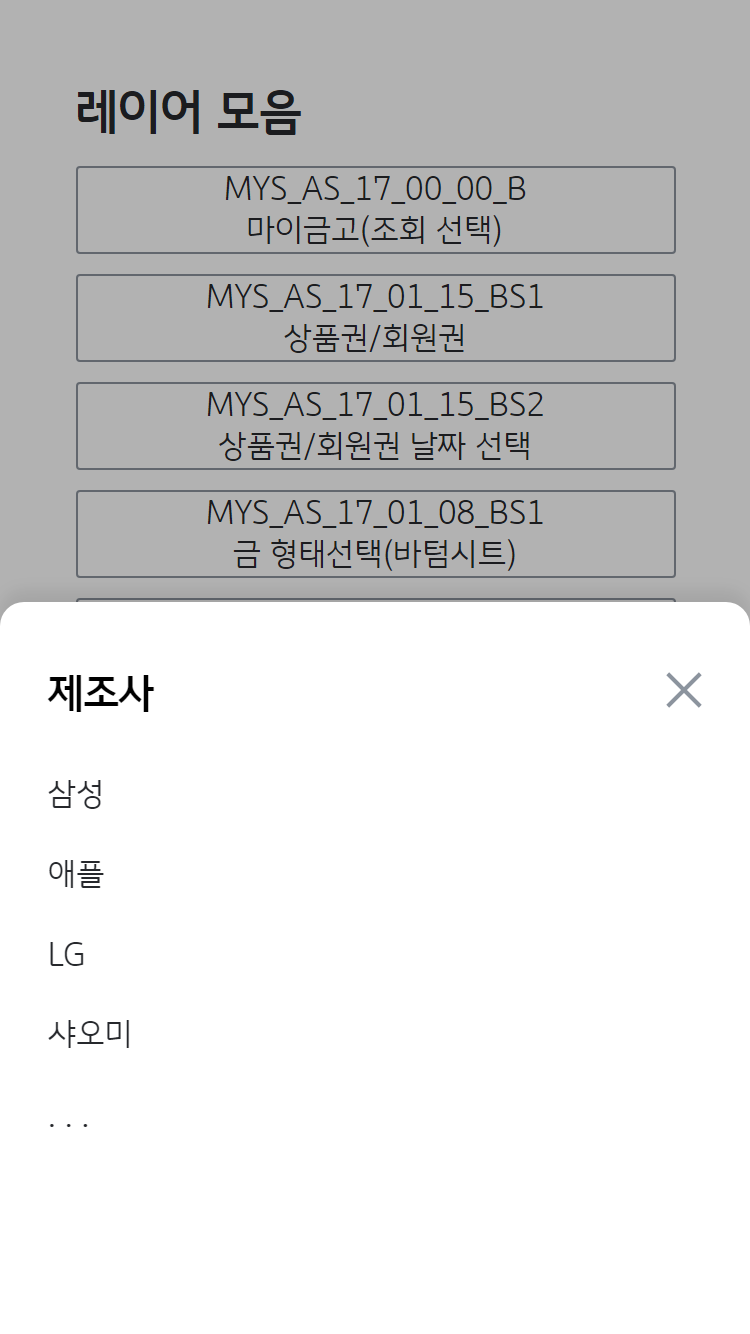 레이어 모음
MYS_AS_17_00_00_B
마이금고(조회 선택)
MYS_AS_17_01_15_BS1
상품권/회원권
MYS_AS_17_01_15_BS2
상품권/회원권 날짜 선택
MYS_AS_17_01_08_BS1
금 형태선택(바텀시트)
제조사
삼성
애플
LG
샤오미
. . .